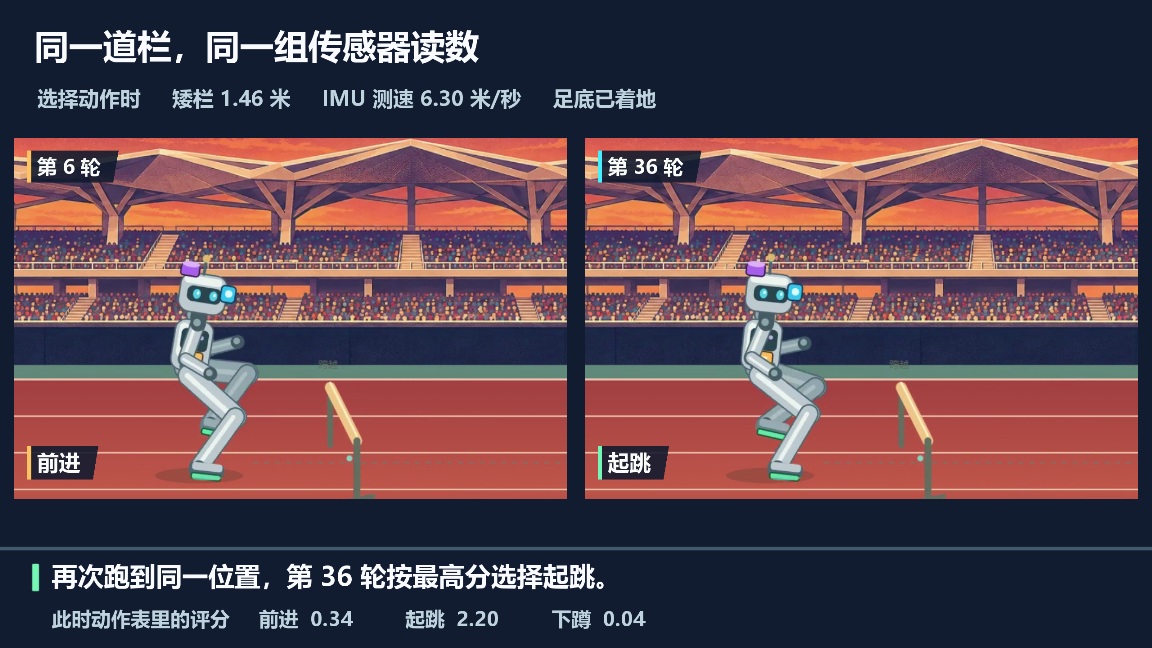 同一道栏，同一组传感器读数
选择动作时 矮栏 1.46 米 IMU 测速 6.30 米/秒 足底已着地
第 6 轮
第 36 轮
前进
起跳
再次跑到同一位置，第 36 轮按最高分选择起跳。
此时动作表里的评分 前进 0.34 起跳 2.20 下蹲 0.04